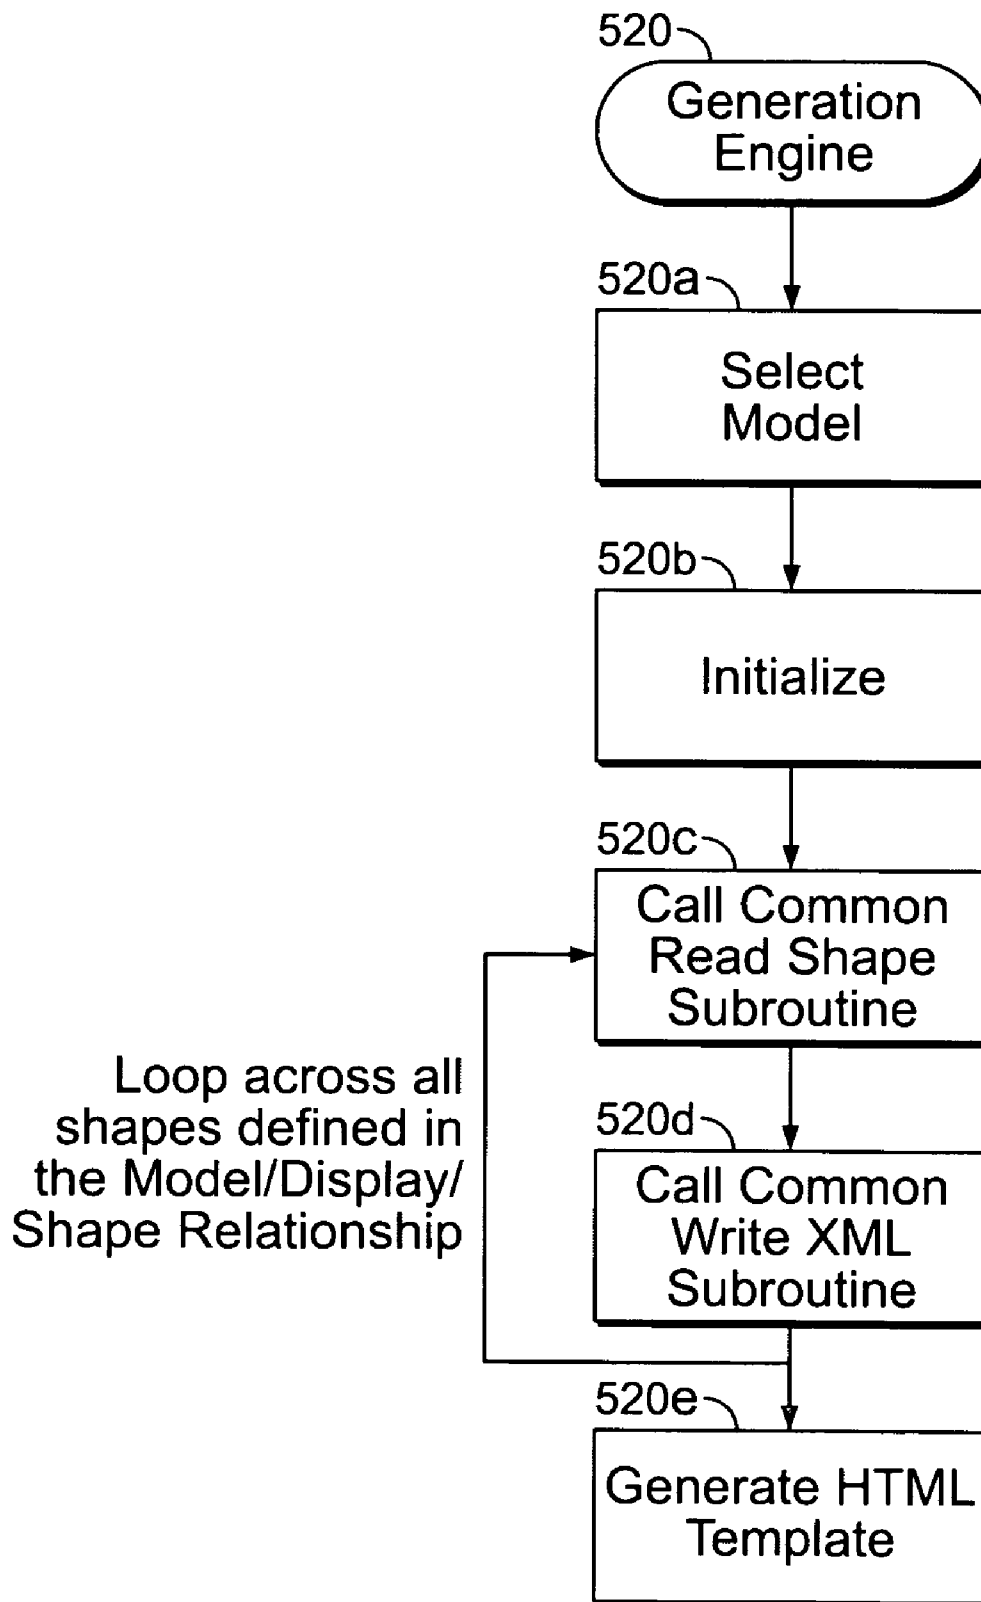 520
Generation
Engine
520a
Select
Model
520b
Initialize
520c
Call Common
Read Shape
Subroutine
Loop across all
shapes defined in
the Model/Display/
Shape Relationship
520d
Call Common
Write XML
Subroutine
520e
Generate HTML
Template